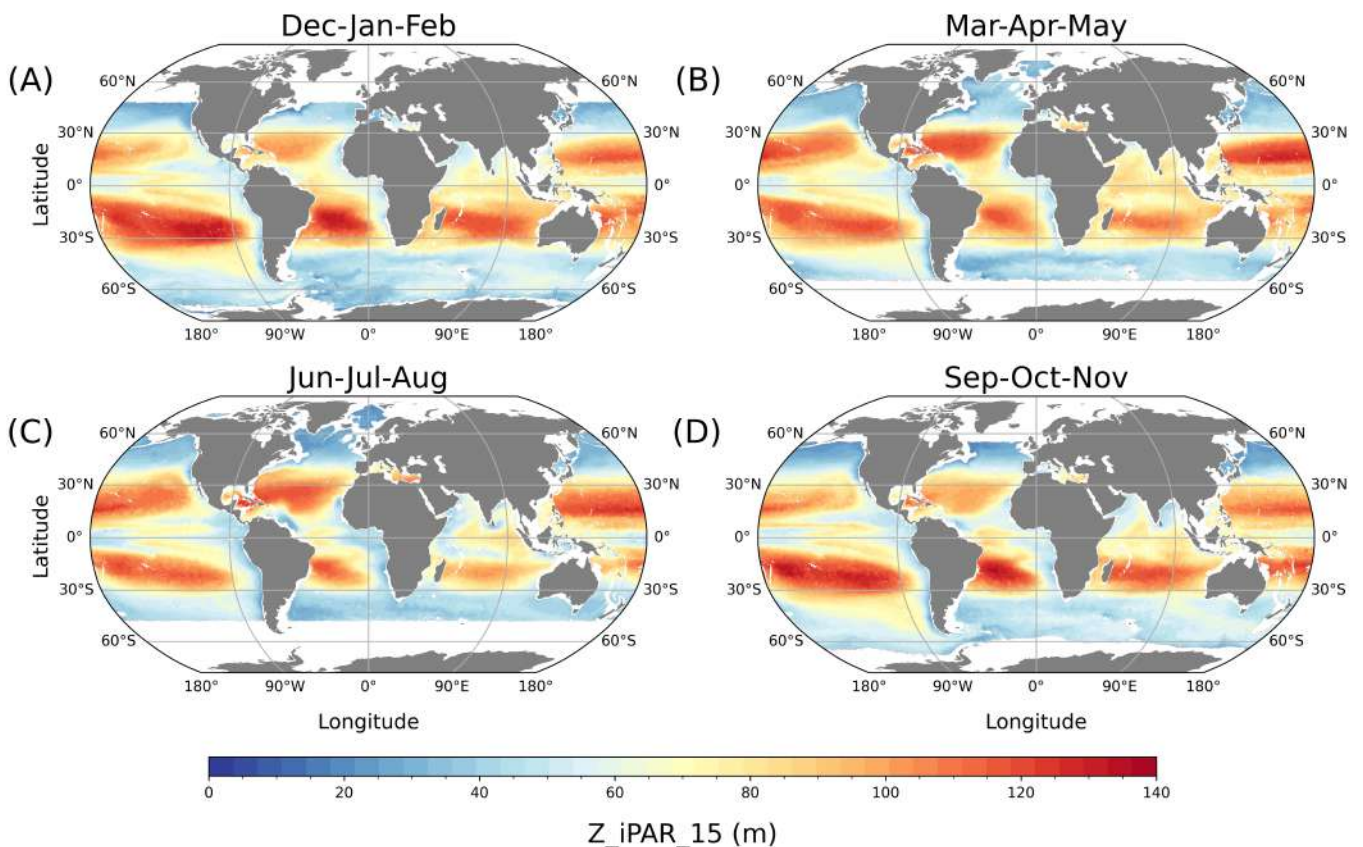 Dec-Jan-Feb
Mar-Apr-May
(A)
(B)
60°N
60°N
60°N
60°N
30°N
30°N
30°N
30°N
0°
0°
0°
0°
30°S
30°S
30°S
30°S
60°S
60°S
60°S
60°S
Latitude
180°
90°W
0°
90°E
180°
180°
90°W
0°
90°E
180°
Jun-Jul-Aug
Sep-Oct-Nov
(C)
(D)
60°N
60°N
60°N
60°N
30°N
30°N
30°N
30°N
0°
0°
0°
0°
30°S
30°S
30°S
30°S
60°S
60°S
60°S
60°S
Latitude
180°
90°W
0°
90°E
180°
180°
90°W
0°
90°E
180°
Longitude
Longitude
0 20 40 60 80 100 120 140
Z_iPAR_15 (m)